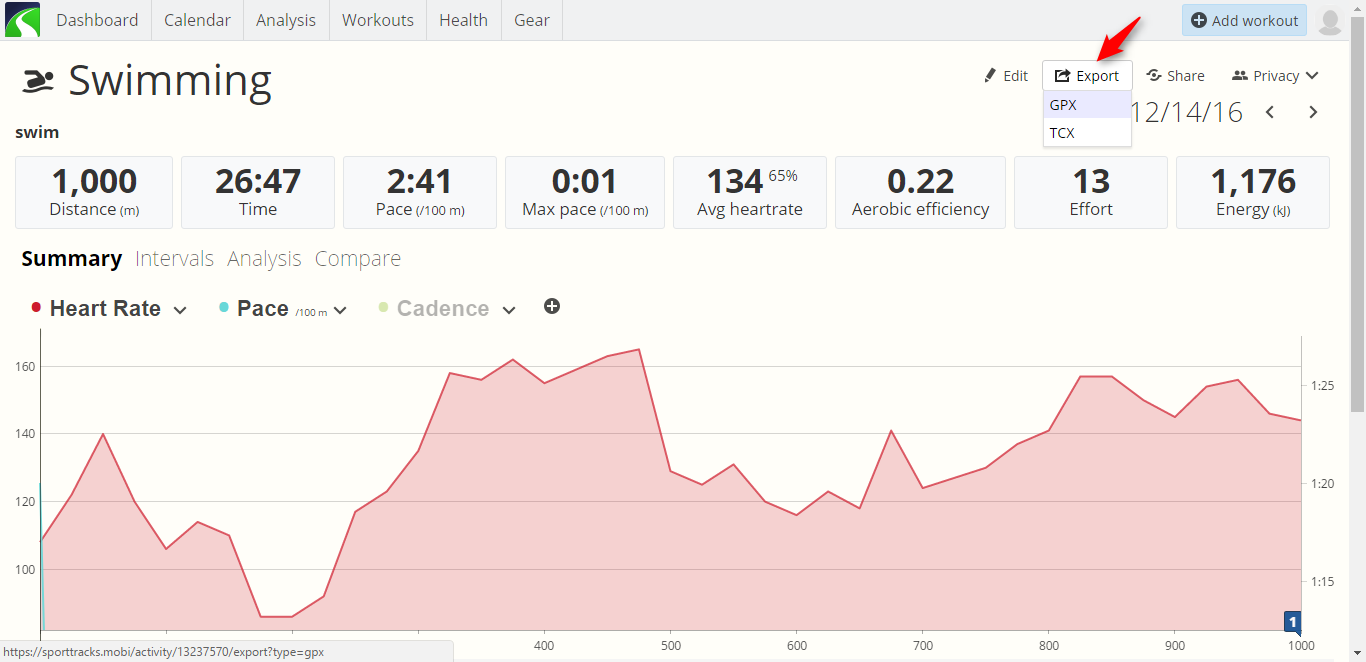 Dashboard Calendar Analysis Workouts Health Gear Add workout
Swimming
Edit Export Share Privacy
GPX
TCX
12/14/16
swim
1,000 26:47 2:41 0:01 134 65% 0.22 13 1,176
Distance (m) Time Pace (/100 m) Max pace (/100 m) Avg heartrate Aerobic efficiency Effort Energy (kJ)
Summary Intervals Analysis Compare
Heart Rate Pace /100 m Cadence
160
1:25
140
120
1:20
100
1:15
1
400 500 600 700 800 900 1000
https://sporttracks.mobi/activity/13237570/export?type=gpx